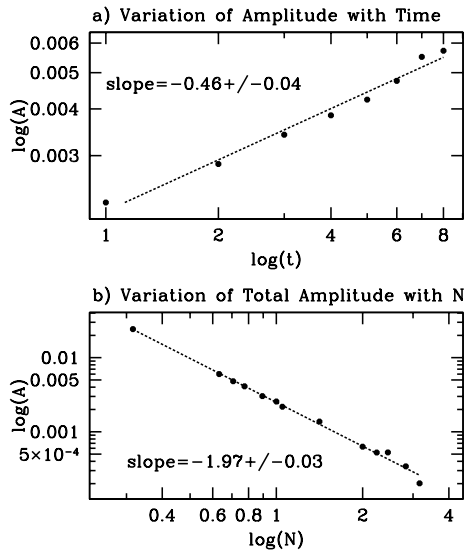 a) Variation of Amplitude with Time
0.006
0.005
slope=−0.46+/−0.04
0.004
log(A)
0.003
1 2 4 6 8
log(t)
b) Variation of Total Amplitude with N
0.01
0.005
log(A)
0.001
5×10⁻⁴
slope=−1.97+/−0.03
0.4 0.6 0.8 1 2 4
log(N)